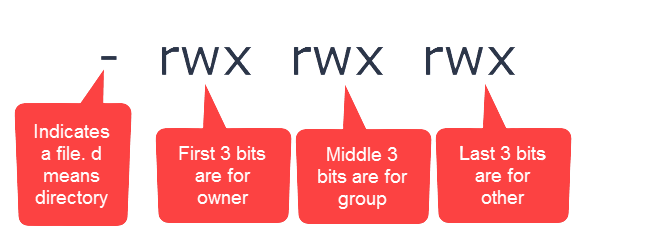 - rwx rwx rwx
Indicates
a file. d
means
directory
First 3 bits
are for
owner
Middle 3
bits are for
group
Last 3 bits
are for
other